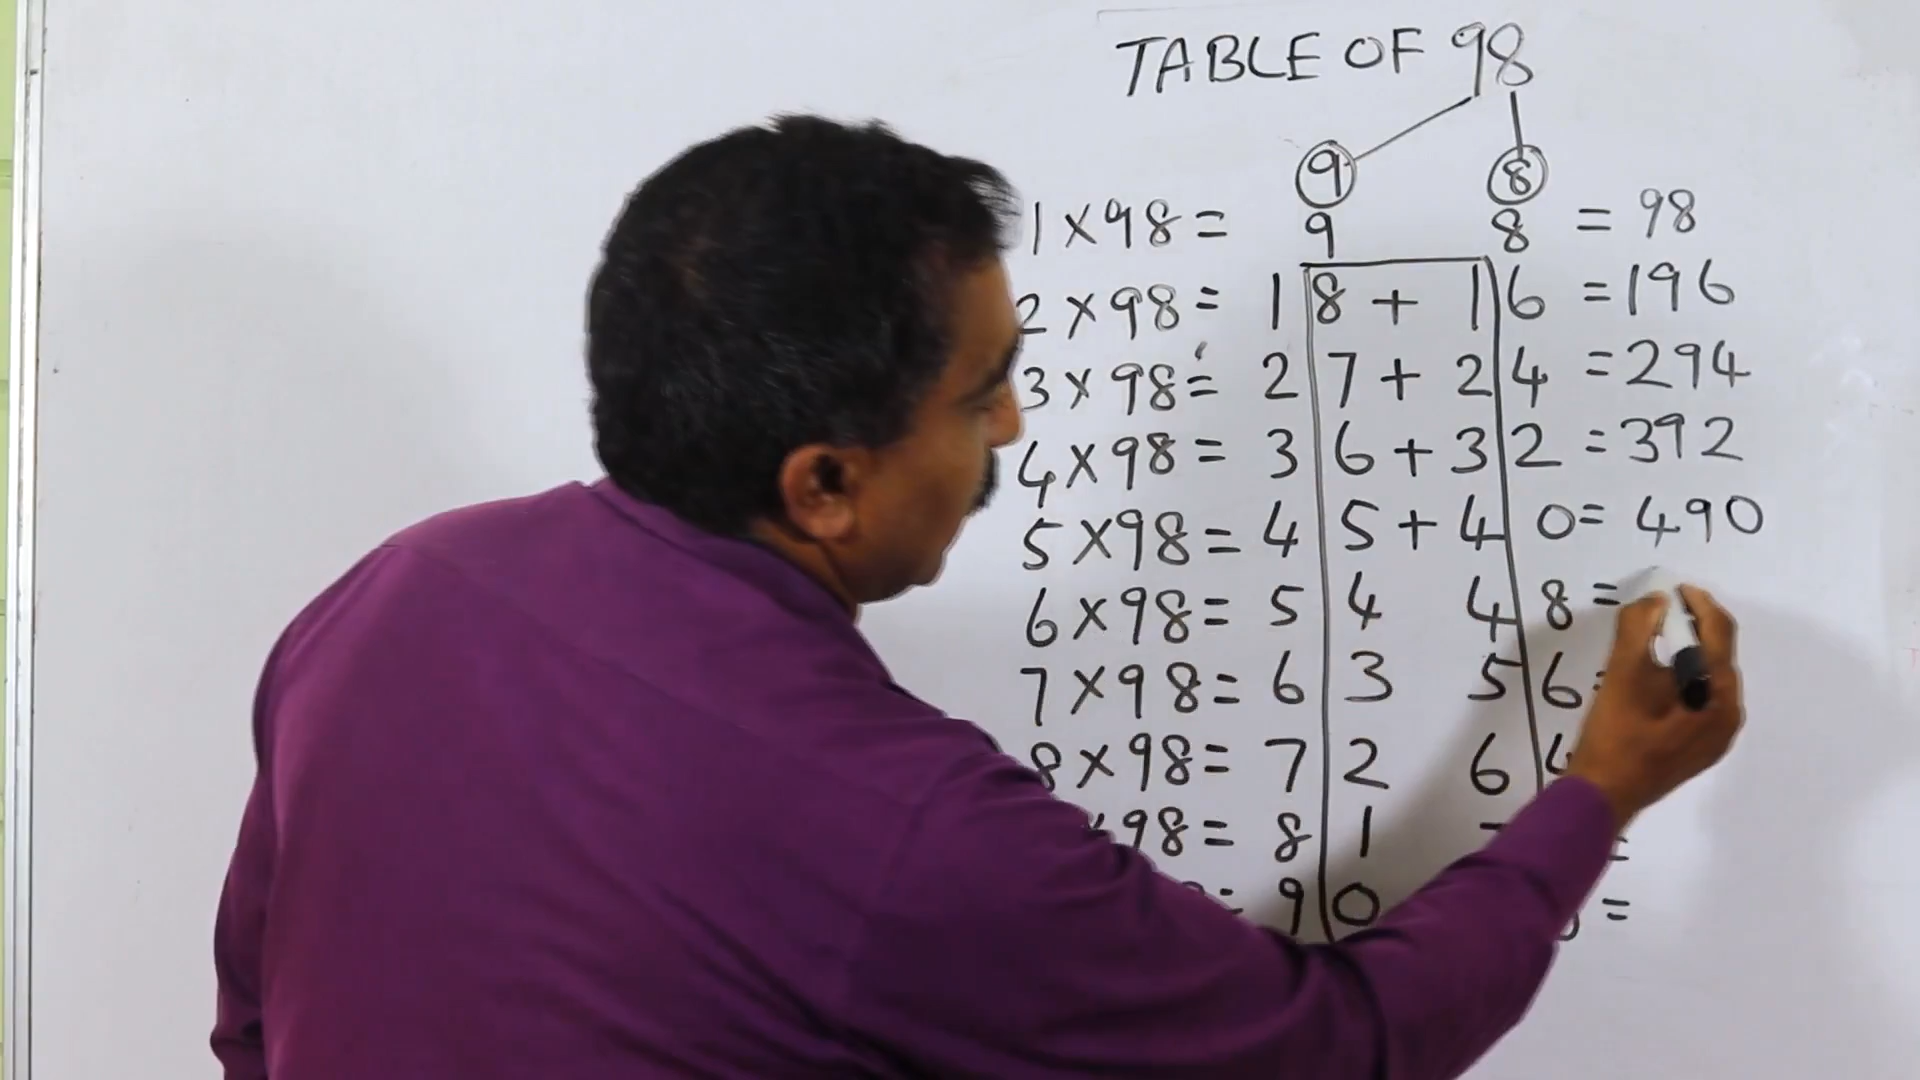 TABLE OF 98
9 8
1 × 98 = 9 8 = 98
2 × 98 = 1 8 + 1 6 = 196
3 × 98 = 2 7 + 2 4 = 294
4 × 98 = 3 6 + 3 2 = 392
5 × 98 = 4 5 + 4 0 = 490
6 × 98 = 5 4 4 8 =
7 × 98 = 6 3 5 6 =
8 × 98 = 7 2 6 4
× 98 = 8 1 =
= 9 0 =